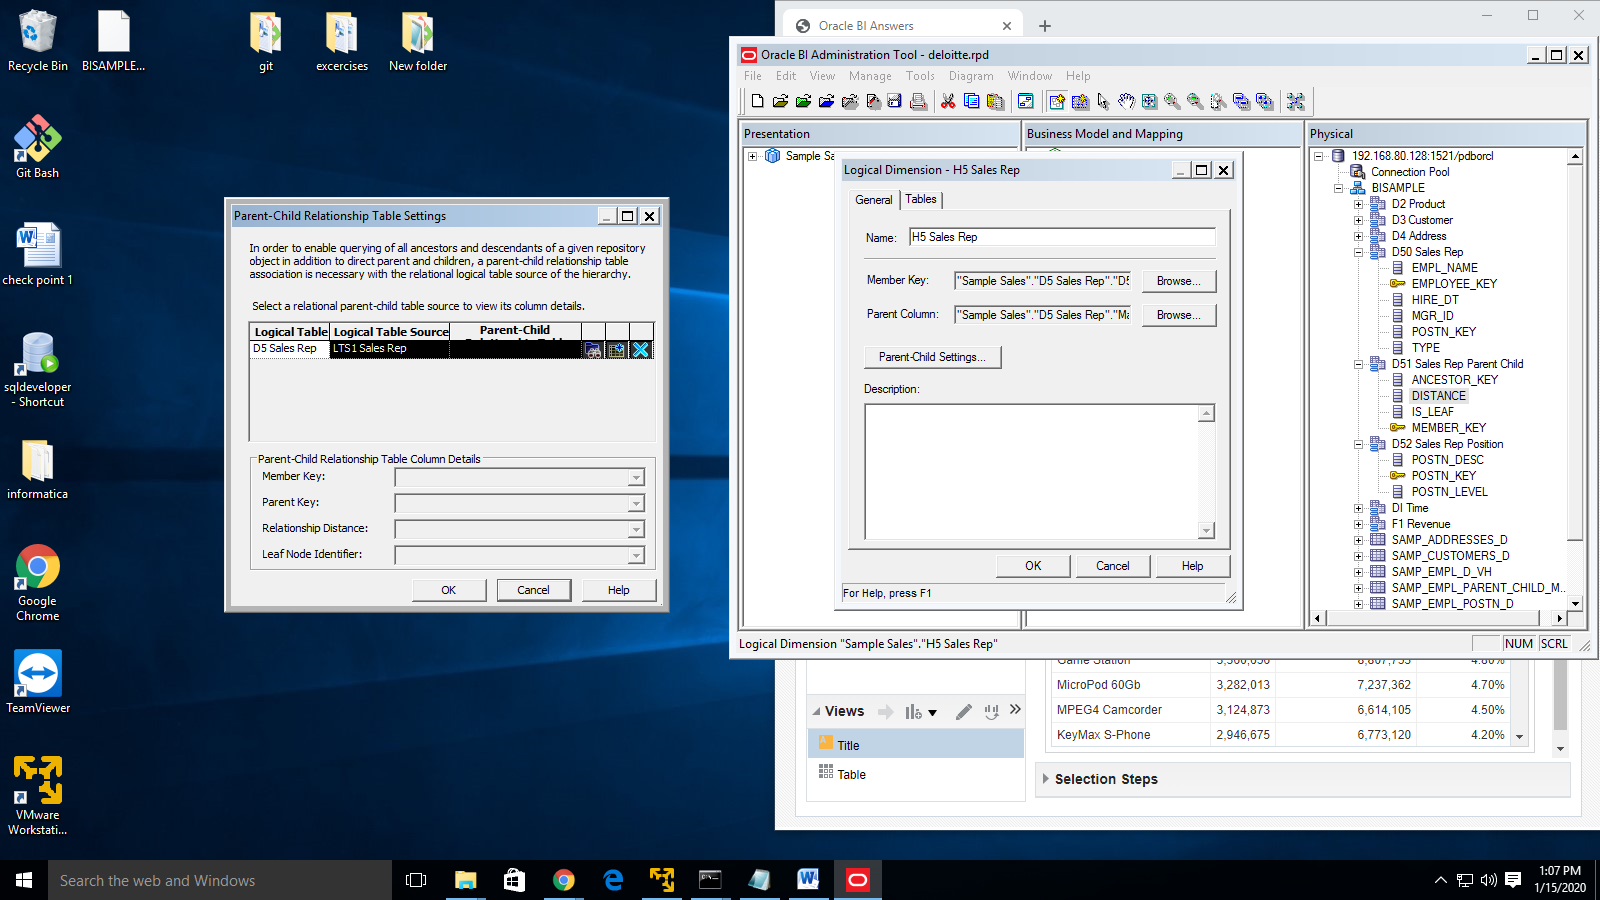 Recycle Bin
BISAMPLE...
git
excercises
New folder
Git Bash
check point 1
sqldeveloper
- Shortcut
informatica
Google
Chrome
TeamViewer
VMware
Workstati...
Parent-Child Relationship Table Settings
In order to enable querying of all ancestors and descendants of a given repository
object in addition to direct parent and children, a parent-child relationship table
association is necessary with the relational logical table source of the hierarchy.
Select a relational parent-child table source to view its column details.
Logical Table Logical Table Source Parent-Child
D5 Sales Rep LTS1 Sales Rep
Parent-Child Relationship Table Column Details
Member Key:
Parent Key:
Relationship Distance:
Leaf Node Identifier:
OK Cancel Help
Oracle BI Answers
Oracle BI Administration Tool - deloitte.rpd
File Edit View Manage Tools Diagram Window Help
Presentation
Sample Sa
Business Model and Mapping
Logical Dimension - H5 Sales Rep
General Tables
Name: H5 Sales Rep
Member Key: "Sample Sales"."D5 Sales Rep"."D5 Browse...
Parent Column: "Sample Sales"."D5 Sales Rep"."Ma Browse...
Parent-Child Settings...
Description:
OK Cancel Help
For Help, press F1
Physical
192.168.80.128:1521/pdborcl
Connection Pool
BISAMPLE
D2 Product
D3 Customer
D4 Address
D50 Sales Rep
EMPL_NAME
EMPLOYEE_KEY
HIRE_DT
MGR_ID
POSTN_KEY
TYPE
D51 Sales Rep Parent Child
ANCESTOR_KEY
DISTANCE
IS_LEAF
MEMBER_KEY
D52 Sales Rep Position
POSTN_DESC
POSTN_KEY
POSTN_LEVEL
DI Time
F1 Revenue
SAMP_ADDRESSES_D
SAMP_CUSTOMERS_D
SAMP_EMPL_D_VH
SAMP_EMPL_PARENT_CHILD_M...
SAMP_EMPL_POSTN_D
Logical Dimension "Sample Sales"."H5 Sales Rep"
NUM SCRL
Views
Title
Table
Game Station
MicroPod 60Gb 3,282,013 7,237,362 4.70%
MPEG4 Camcorder 3,124,873 6,614,105 4.50%
KeyMax S-Phone 2,946,675 6,773,120 4.20%
Selection Steps
Search the web and Windows
1:07 PM
1/15/2020